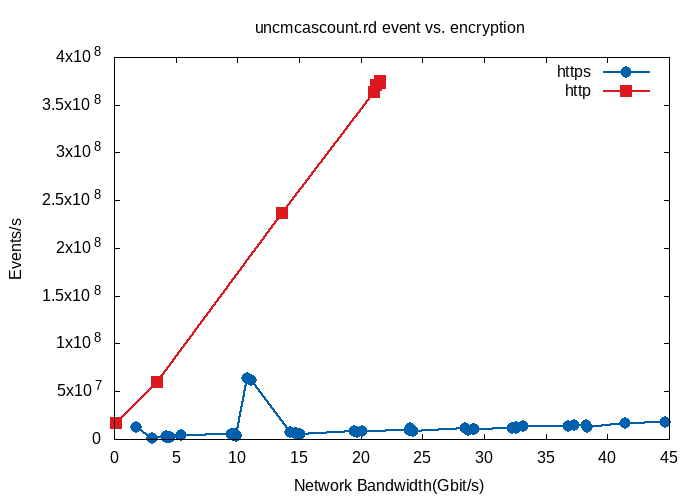 uncmcascount.rd event vs. encryption
4x10^8
3.5x10^8
3x10^8
2.5x10^8
2x10^8
1.5x10^8
1x10^8
5x10^7
0
Events/s
https
http
0 5 10 15 20 25 30 35 40 45
Network Bandwidth(Gbit/s)